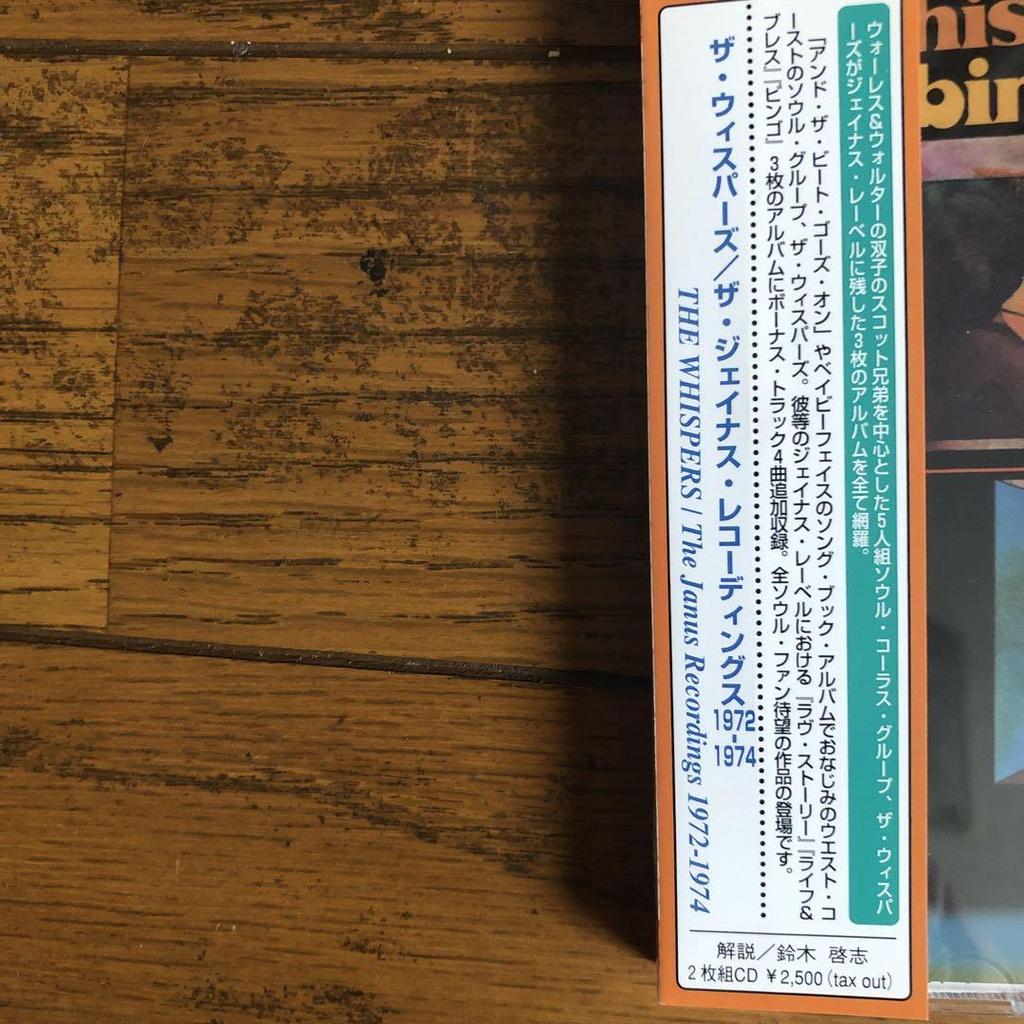 ウォーレス&ウォルターの双子のスコット兄弟を中心とした5人組ソウル・コーラス・グループ、ザ・ウィスパ
ーズがジェイナス・レーベルに残した3枚のアルバムを全て網羅。
「アンド・ザ・ビート・ゴーズ・オン」やベイビーフェイスのソング・ブック・アルバムでおなじみのウエスト・コ
ーストのソウル・グループ、ザ・ウィスパーズ。彼等のジェイナス・レーベルにおける『ラヴ・ストーリー』『ライフ&
ブレス』『ビンゴ』3枚のアルバムにボーナス・トラック4曲追加収録。全ソウル・ファン待望の作品の登場です。
ザ・ウィスパーズ/ザ・ジェイナス・レコーディングス1972-1974
THE WHISPERS / The Janus Recordings 1972-1974
解説/鈴木 啓志
2枚組CD ¥2,500(tax out)
his
bin